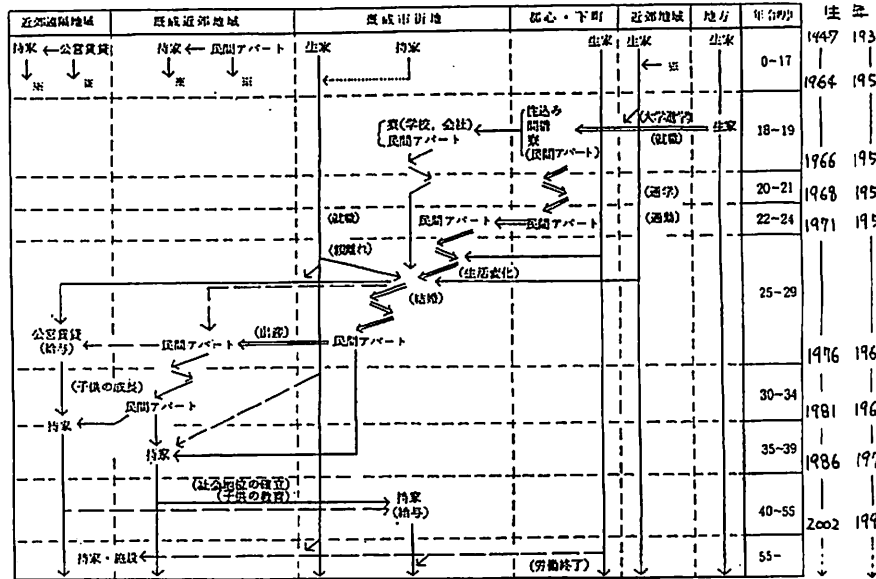 近郊遠隔地域 既成近郊地域 既成市街地 都心・下町 近郊地域 地方 年令(時) 生年
持家 公営賃貸 持家 民間アパート 生家 持家 生家 生家 生家 0-17 1947 193
※ ※ ※ ※ ※
1964 195
寮(学校, 会社)
民間アパート
住込み
間借
寮
(民間アパート)
(大学進学)
(就職)
生家
18-19
1966 195
(通学) 20-21
1968 195
(就職) 民間アパート 民間アパート (通勤) 22-24
1971 195
(親離れ)
(生活変化)
(結婚)
25-29
公営賃貸
(給与)
民間アパート (出産) 民間アパート
1976 196
(子供の成長)
民間アパート
30-34
1981 196
持家
持家
35-39
1986 197
(社会地位の確立)
(子供の教育)
持家
(給与)
40~55
2002 199
持家・施設 (労働終了) 55-